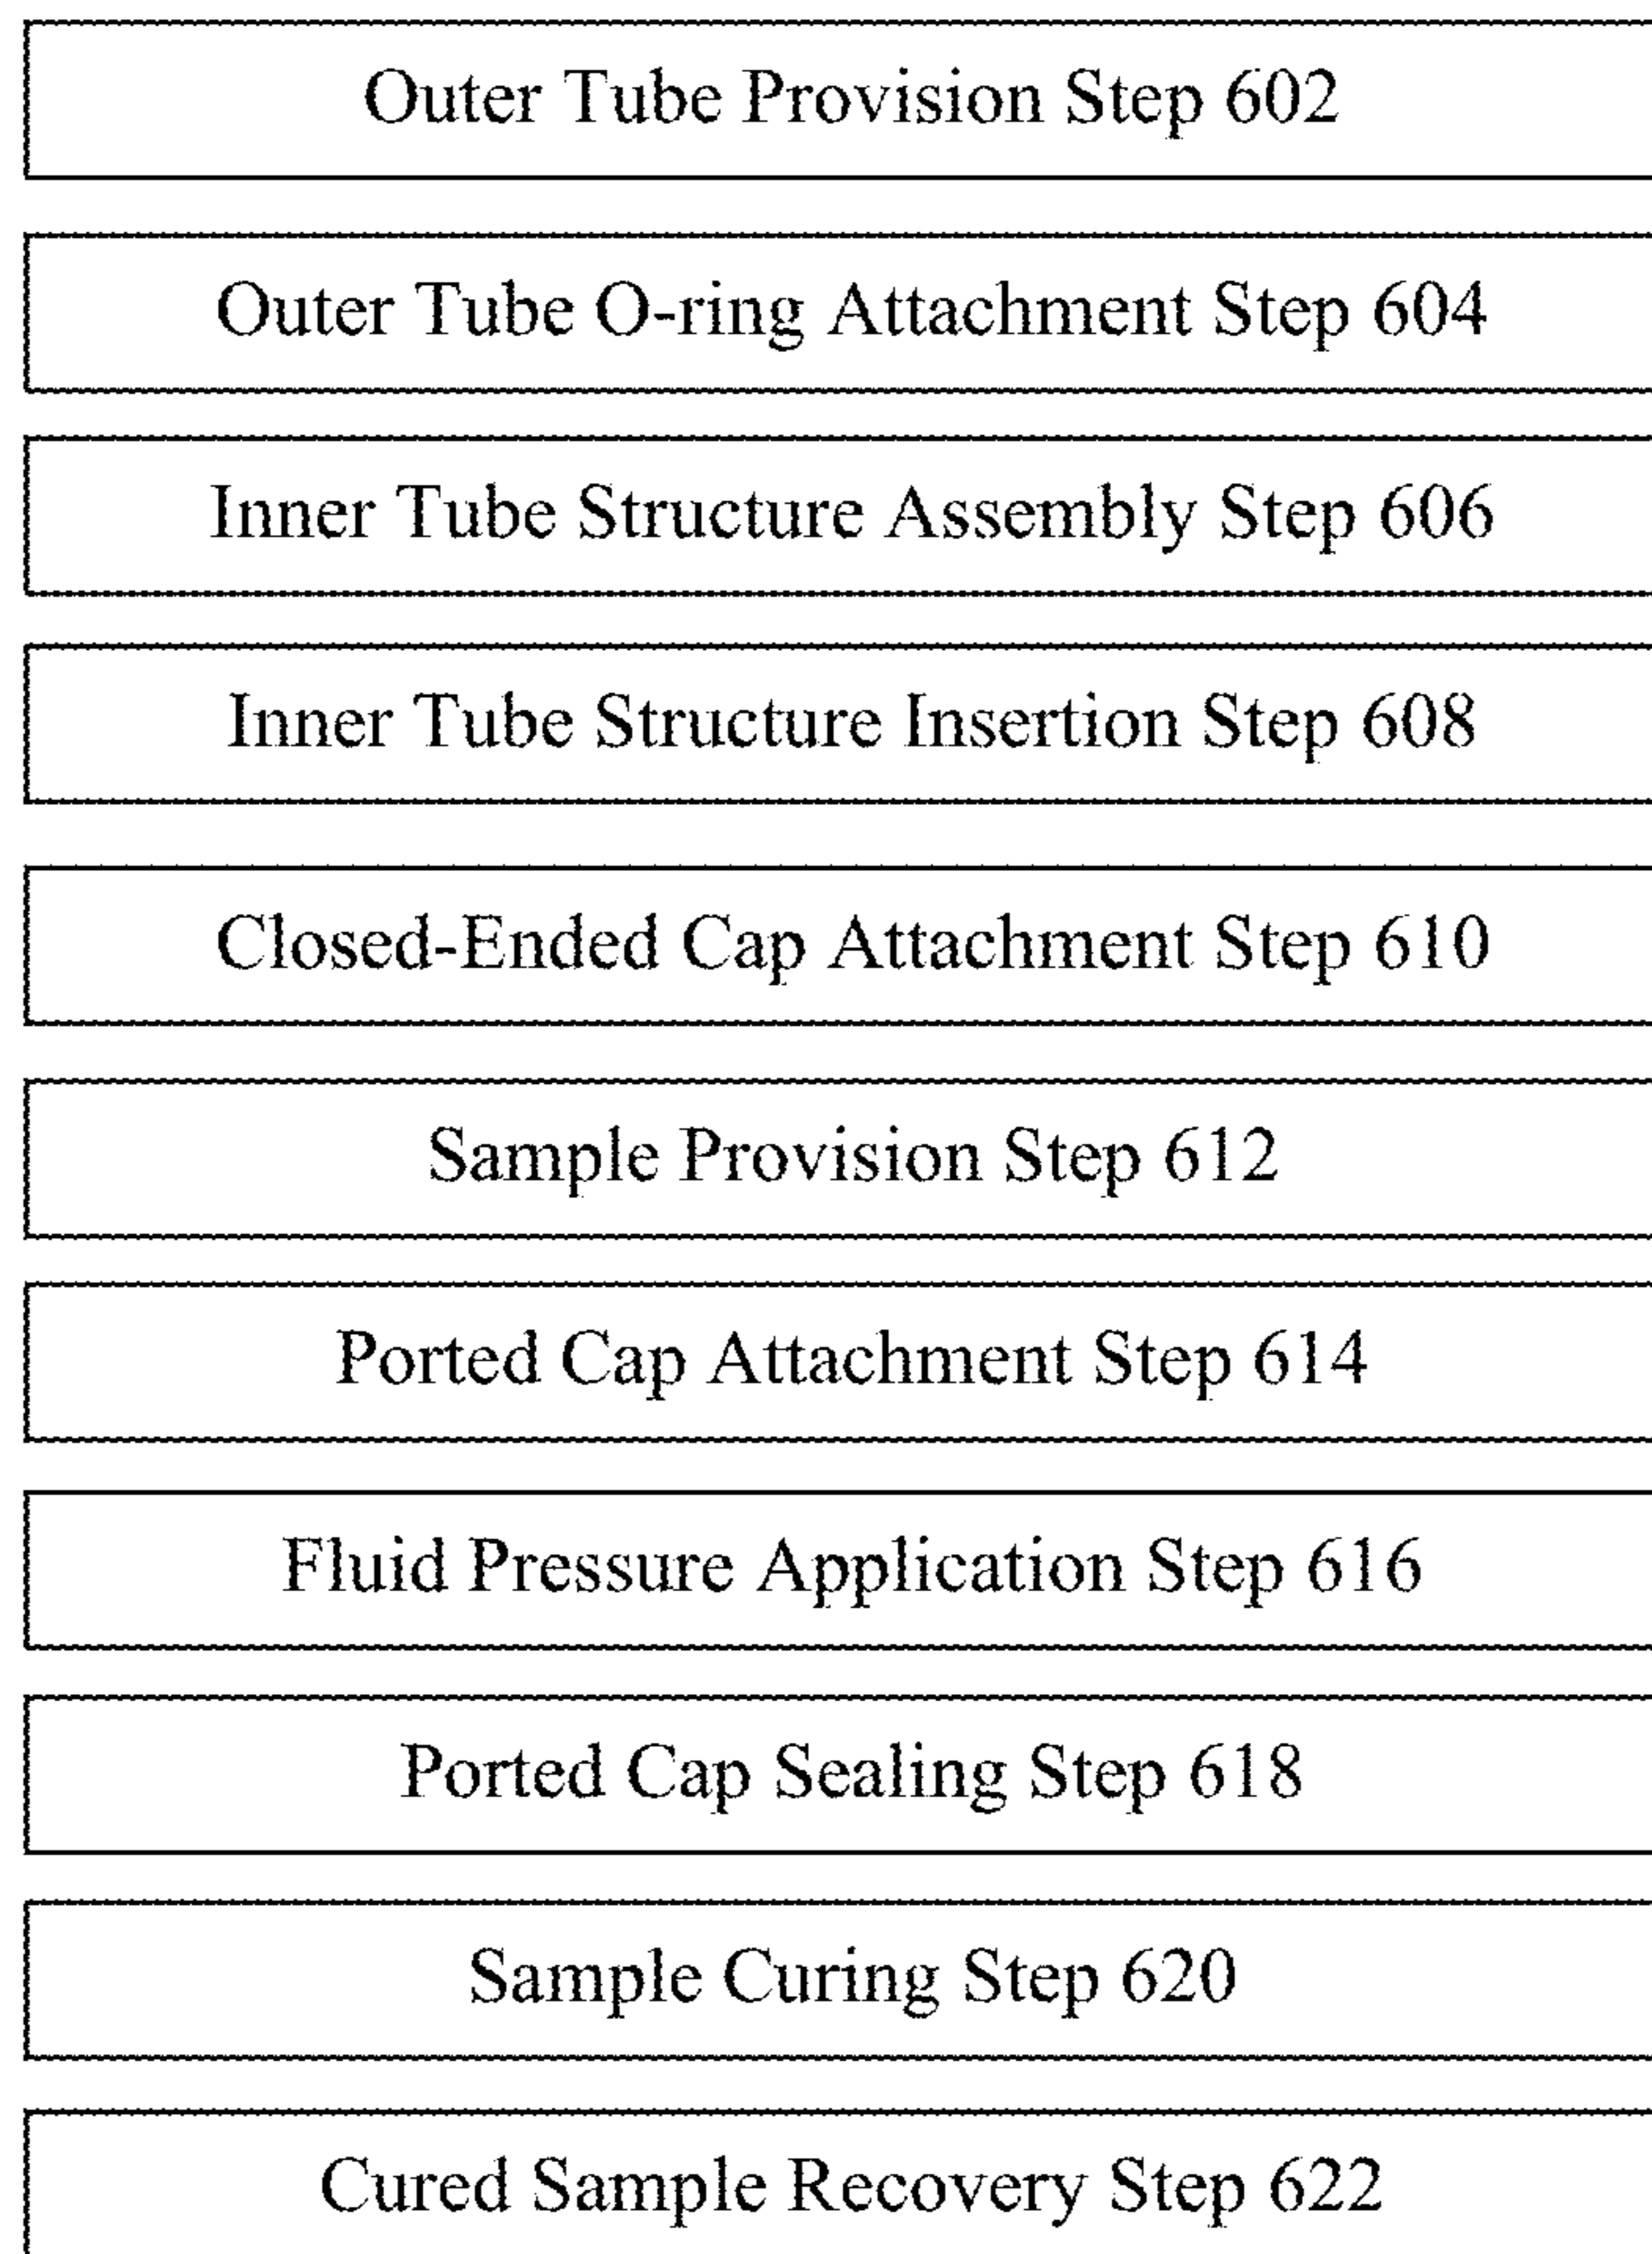 Outer Tube Provision Step 602
Outer Tube O-ring Attachment Step 604
Inner Tube Structure Assembly Step 606
Inner Tube Structure Insertion Step 608
Closed-Ended Cap Attachment Step 610
Sample Provision Step 612
Ported Cap Attachment Step 614
Fluid Pressure Application Step 616
Ported Cap Sealing Step 618
Sample Curing Step 620
Cured Sample Recovery Step 622